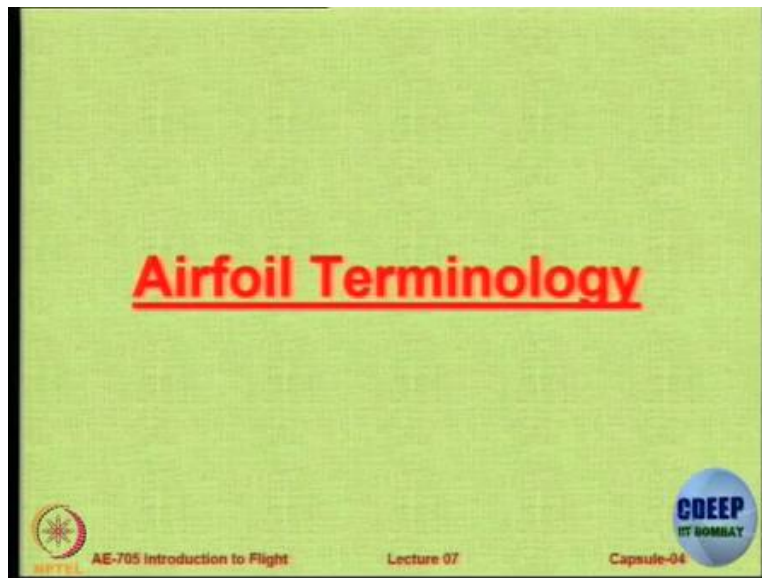 Airfoil Terminology
CDEEP
IIT BOMBAY
NPTEL
AE-705 Introduction to Flight
Lecture 07
Capsule-04